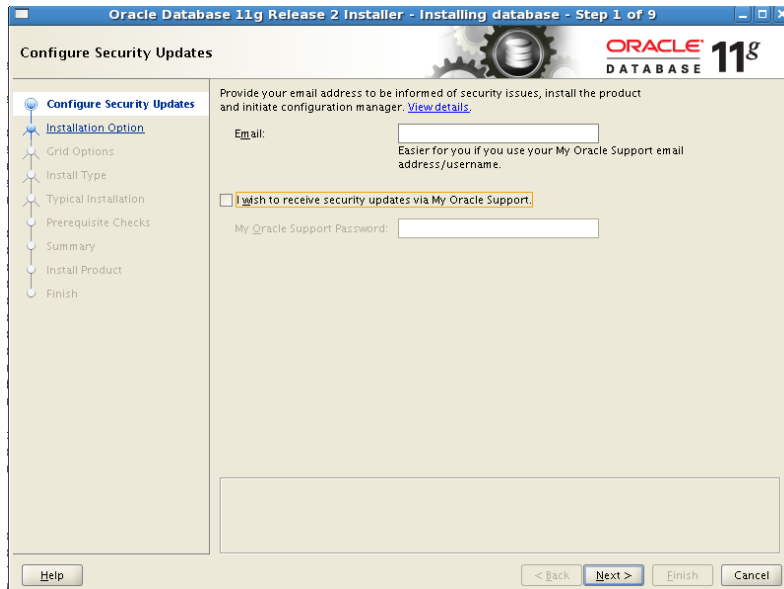 Oracle Database 11g Release 2 Installer - Installing database - Step 1 of 9
Configure Security Updates
ORACLE
DATABASE
11g
Configure Security Updates
Installation Option
Grid Options
Install Type
Typical Installation
Prerequisite Checks
Summary
Install Product
Finish
Provide your email address to be informed of security issues, install the product
and initiate configuration manager. View details.
Email:
Easier for you if you use your My Oracle Support email
address/username.
I wish to receive security updates via My Oracle Support.
My Oracle Support Password:
Help
< Back
Next >
Finish
Cancel